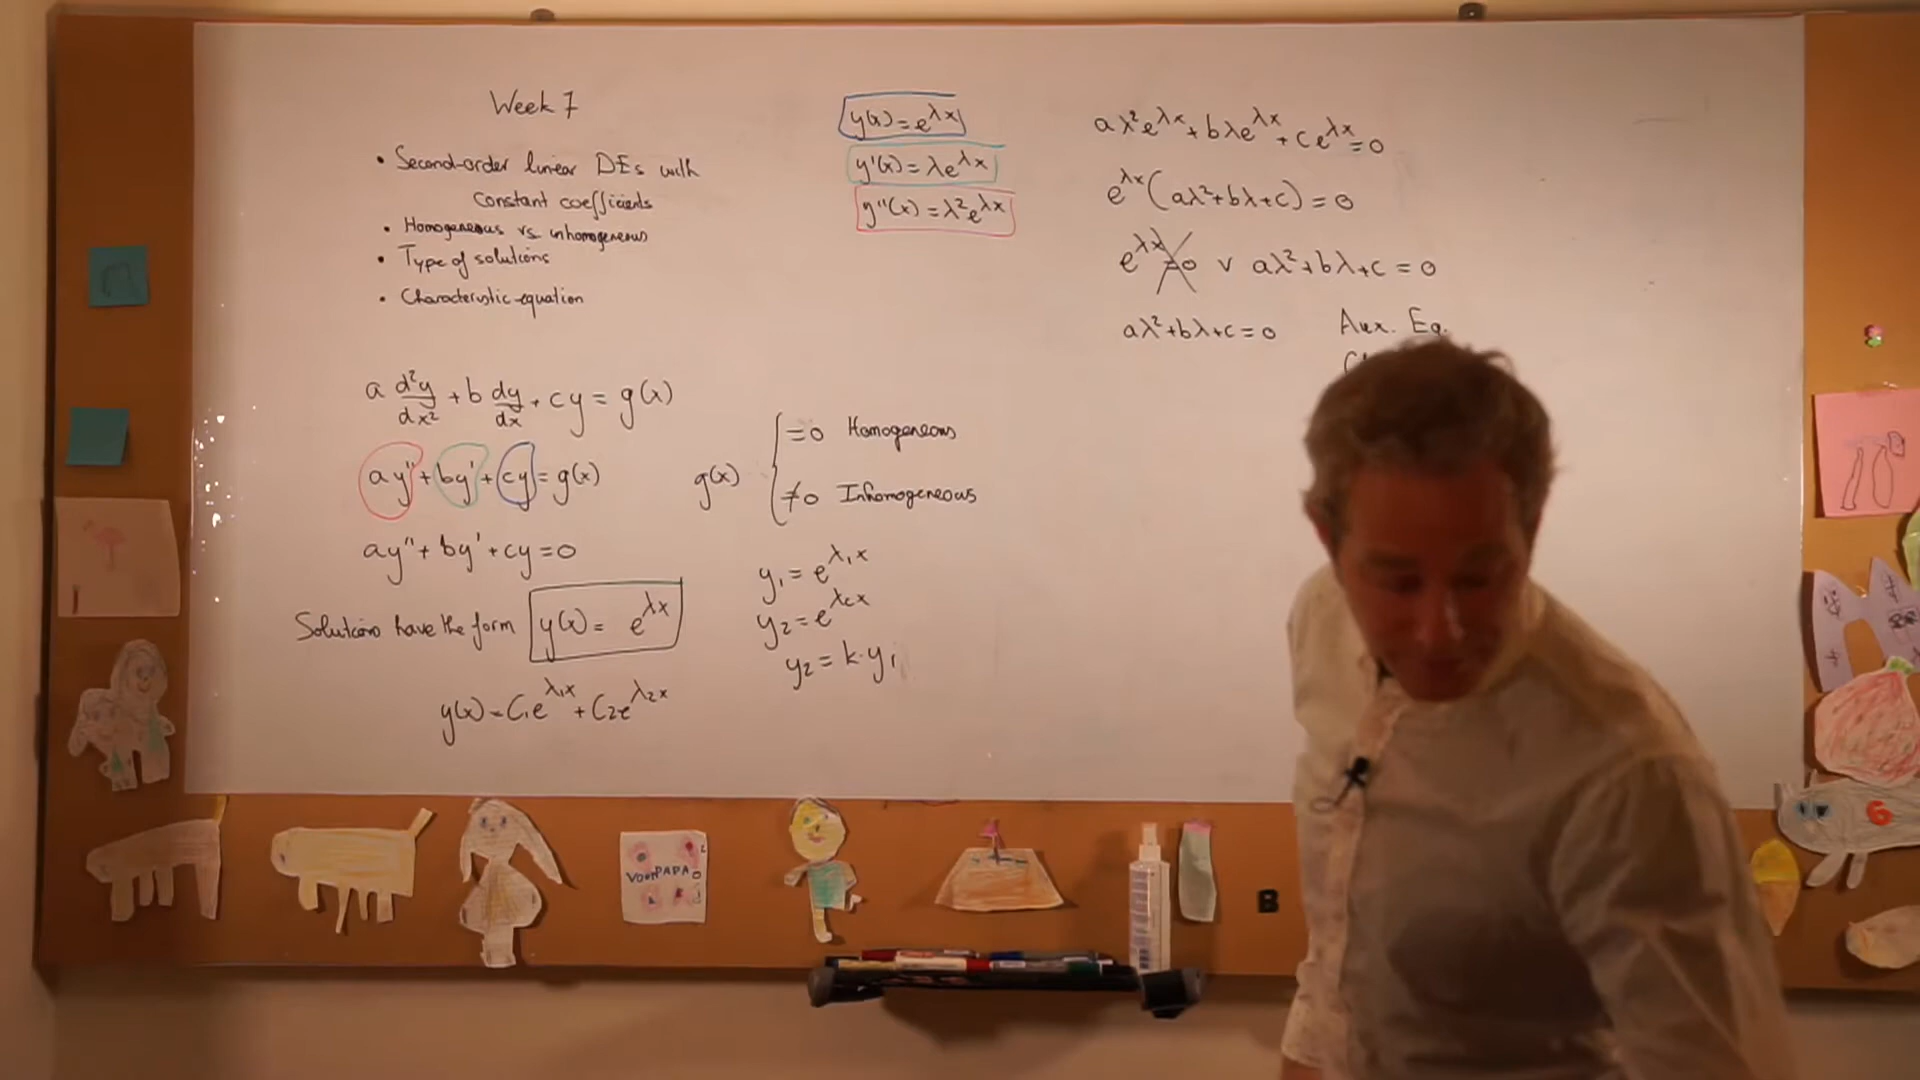 Week 7
• Second-order linear DEs with
constant coefficients
• Homogeneous vs inhomogeneous
• Type of solutions
• Characteristic equation
a d²y/dx² + b dy/dx + cy = g(x)
ay'' + by' + cy = g(x)
ay'' + by' + cy = 0
Solutions have the form y(x) = e^λx
y(x) = C₁e^λ₁x + C₂e^λ₂x
y(x) = e^λx
y'(x) = λe^λx
y''(x) = λ²e^λx
g(x) { = 0 Homogeneous
≠ 0 Inhomogeneous
y₁ = e^λ₁x
y₂ = e^λ₂x
y₂ = k·y₁
aλ²e^λx + bλe^λx + ce^λx = 0
e^λx (aλ² + bλ + c) = 0
e^λx = 0 ∨ aλ² + bλ + c = 0
aλ² + bλ + c = 0 Aux. Eq.
VOOR PAPA
B
6